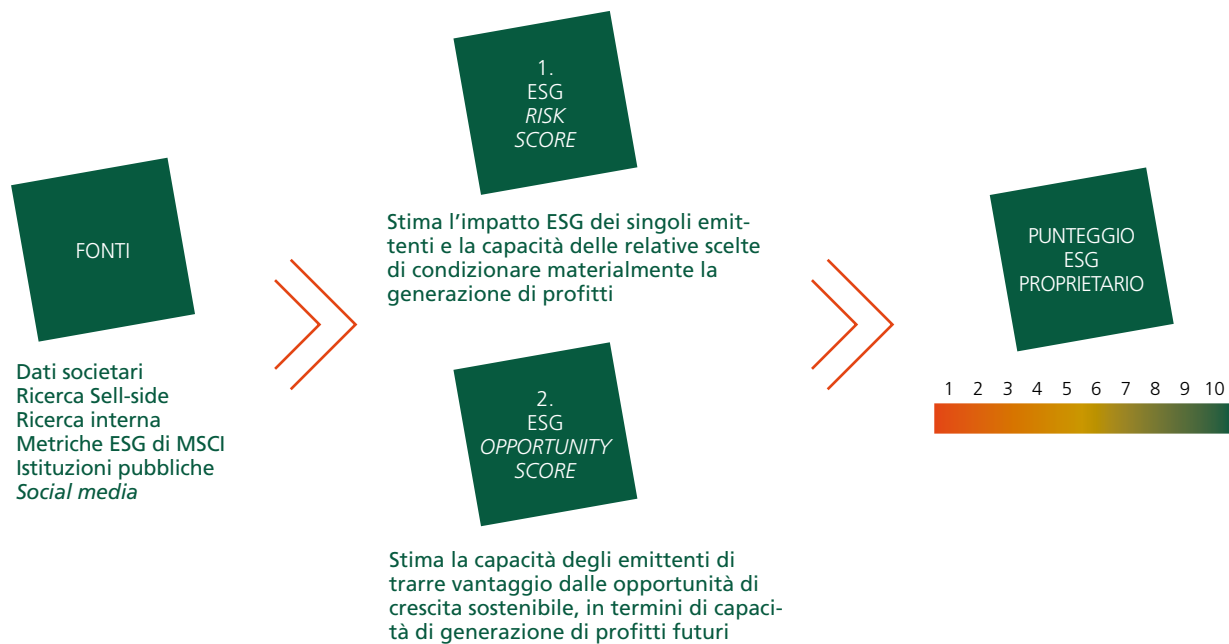 FONTI
Dati societari
Ricerca Sell-side
Ricerca interna
Metriche ESG di MSCI
Istituzioni pubbliche
Social media
1.
ESG
RISK
SCORE
Stima l’impatto ESG dei singoli emit-
tenti e la capacità delle relative scelte
di condizionare materialmente la
generazione di profitti
2.
ESG
OPPORTUNITY
SCORE
Stima la capacità degli emittenti di
trarre vantaggio dalle opportunità di
crescita sostenibile, in termini di capaci-
tà di generazione di profitti futuri
PUNTEGGIO
ESG
PROPRIETARIO
1 2 3 4 5 6 7 8 9 10